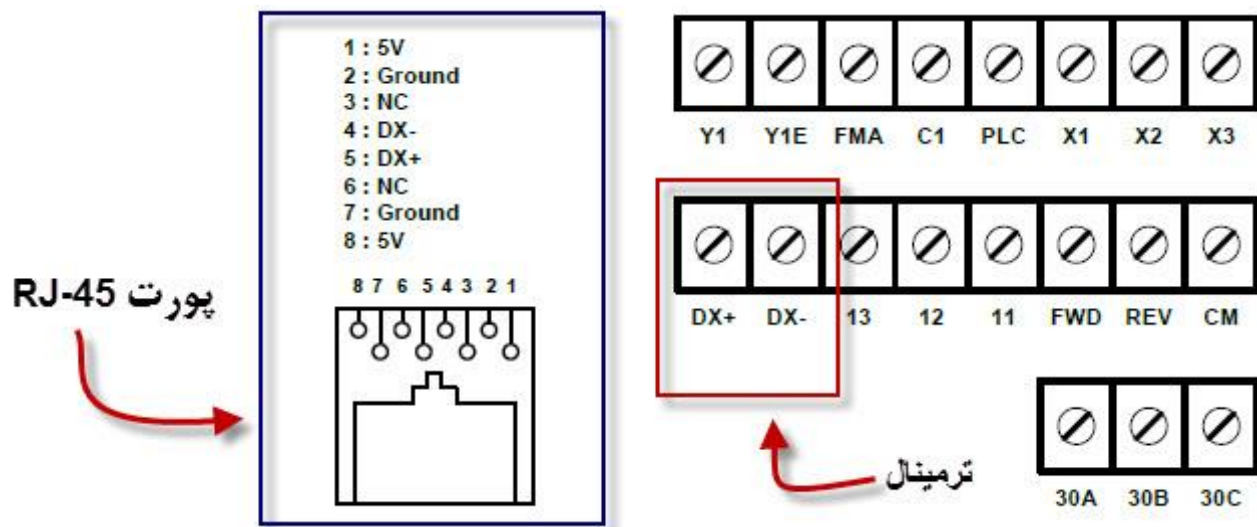 1 : 5V
2 : Ground
3 : NC
4 : DX-
5 : DX+
6 : NC
7 : Ground
8 : 5V
8 7 6 5 4 3 2 1
پورت RJ-45
Y1 Y1E FMA C1 PLC X1 X2 X3
DX+ DX- 13 12 11 FWD REV CM
ترمینال
30A 30B 30C